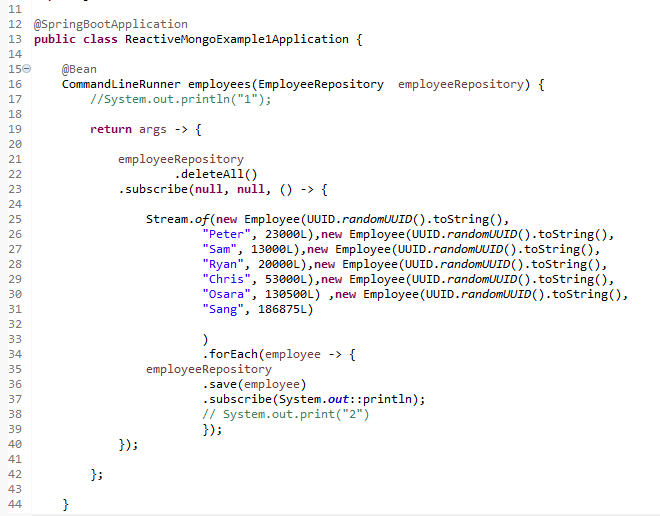 11
12 @SpringBootApplication
13 public class ReactiveMongoExample1Application {
14
15 @Bean
16 CommandLineRunner employees(EmployeeRepository employeeRepository) {
17 //System.out.println("1");
18
19 return args -> {
20
21 employeeRepository
22 .deleteAll()
23 .subscribe(null, null, () -> {
24
25 Stream.of(new Employee(UUID.randomUUID().toString(),
26 "Peter", 23000L),new Employee(UUID.randomUUID().toString(),
27 "Sam", 13000L),new Employee(UUID.randomUUID().toString(),
28 "Ryan", 20000L),new Employee(UUID.randomUUID().toString(),
29 "Chris", 53000L),new Employee(UUID.randomUUID().toString(),
30 "Osara", 130500L) ,new Employee(UUID.randomUUID().toString(),
31 "Sang", 186875L)
32
33 )
34 .forEach(employee -> {
35 employeeRepository
36 .save(employee)
37 .subscribe(System.out::println);
38 // System.out.print("2")
39 });
40 });
41
42 };
43
44 }